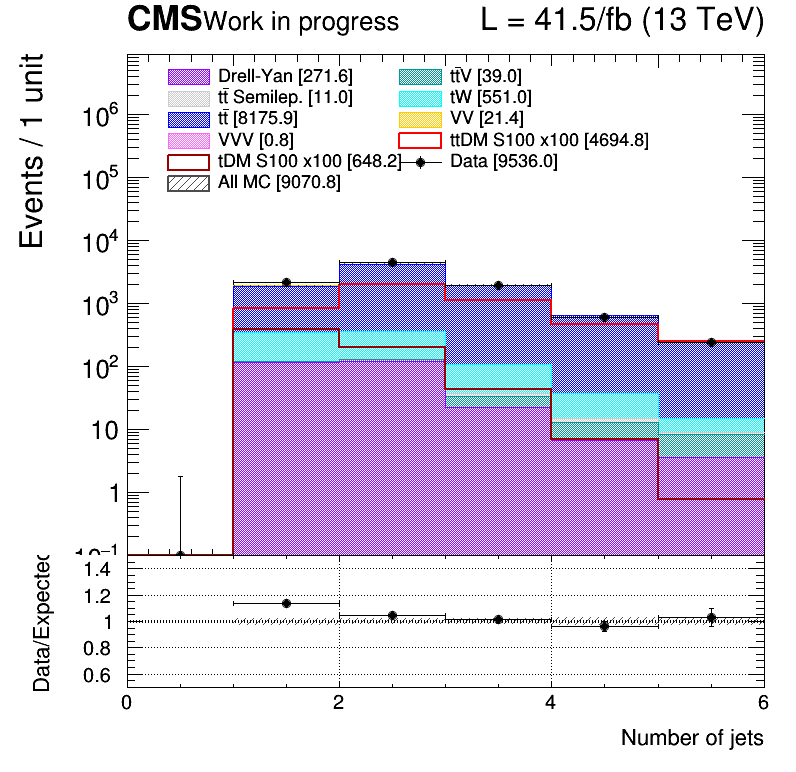 CMS Work in progress L = 41.5/fb (13 TeV)
Drell-Yan [271.6] tt̄V [39.0]
tt̄ Semilep. [11.0] tW [551.0]
tt̄ [8175.9] VV [21.4]
VVV [0.8] ttDM S100 x100 [4694.8]
tDM S100 x100 [648.2] Data [9536.0]
All MC [9070.8]
Events / 1 unit
10⁶
10⁵
10⁴
10³
10²
10
1
10⁻¹
Data/Expected
1.4
1.2
1
0.8
0.6
0 2 4 6
Number of jets